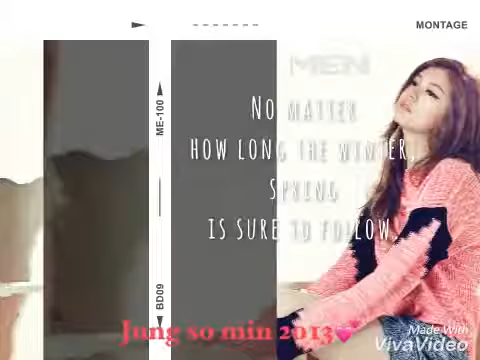 MONTAGE
MEN
ME-100
No matter
how long the winter,
spring
is sure to follow.
BD09
Jung so min 2013💕
Made With
VivaVideo